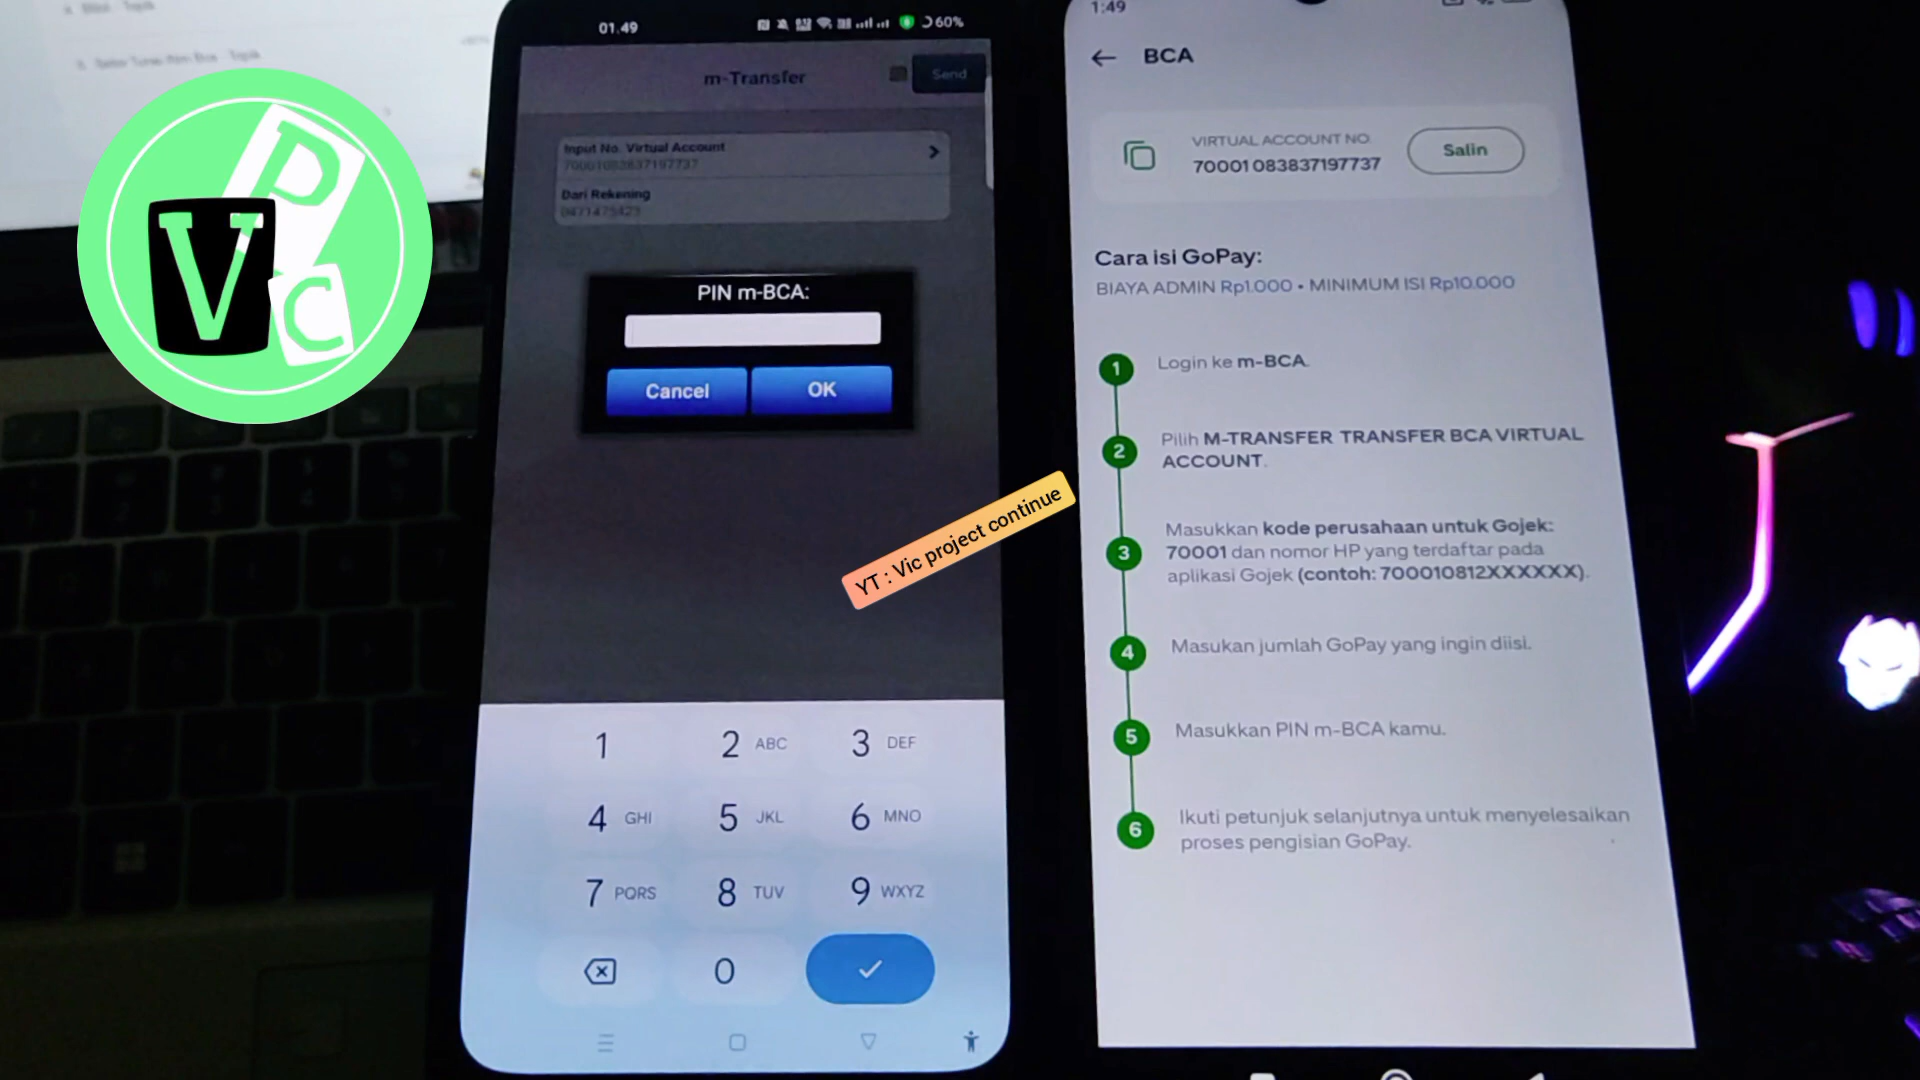 01.49
60%
m-Transfer
Send
Input No. Virtual Account
70001083837197737
Dari Rekening
PIN m-BCA:
Cancel
OK
1
2 ABC
3 DEF
4 GHI
5 JKL
6 MNO
7 PQRS
8 TUV
9 WXYZ
0
YT : Vic project continue
V
P
C
1:49
BCA
VIRTUAL ACCOUNT NO
70001 083837197737
Salin
Cara isi GoPay:
BIAYA ADMIN Rp1.000 • MINIMUM ISI Rp10.000
1
Login ke m-BCA.
2
Pilih M-TRANSFER TRANSFER BCA VIRTUAL
ACCOUNT.
3
Masukkan kode perusahaan untuk Gojek:
70001 dan nomor HP yang terdaftar pada
aplikasi Gojek (contoh: 700010812XXXXXX).
4
Masukan jumlah GoPay yang ingin diisi.
5
Masukkan PIN m-BCA kamu.
6
Ikuti petunjuk selanjutnya untuk menyelesaikan
proses pengisian GoPay.